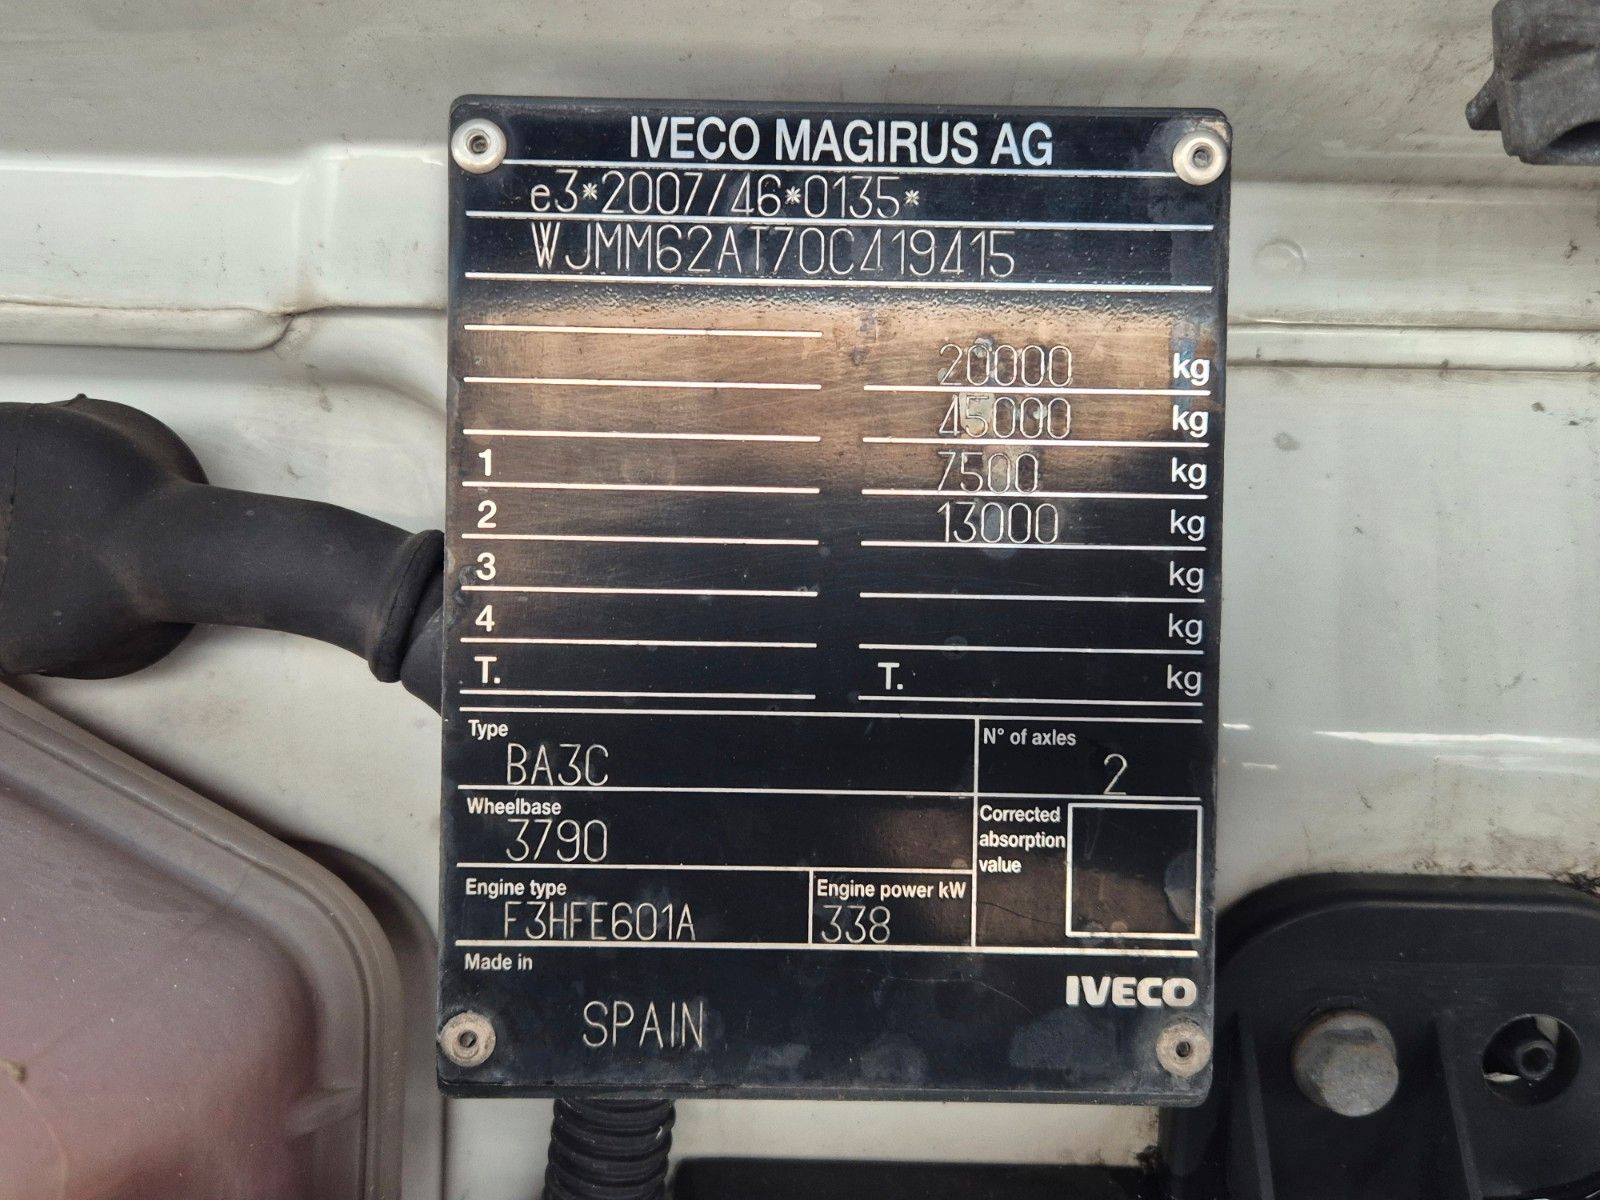 IVECO MAGIRUS AG
e3*2007/46*0135*
WJMM62AT70C419415
20000 kg
45000 kg
1 7500 kg
2 13000 kg
3 kg
4 kg
T. T. kg
Type N° of axles
BA3C 2
Wheelbase
3790
Corrected
absorption
value
Engine type Engine power kW
F3HFE601A 338
Made in
IVECO
SPAIN